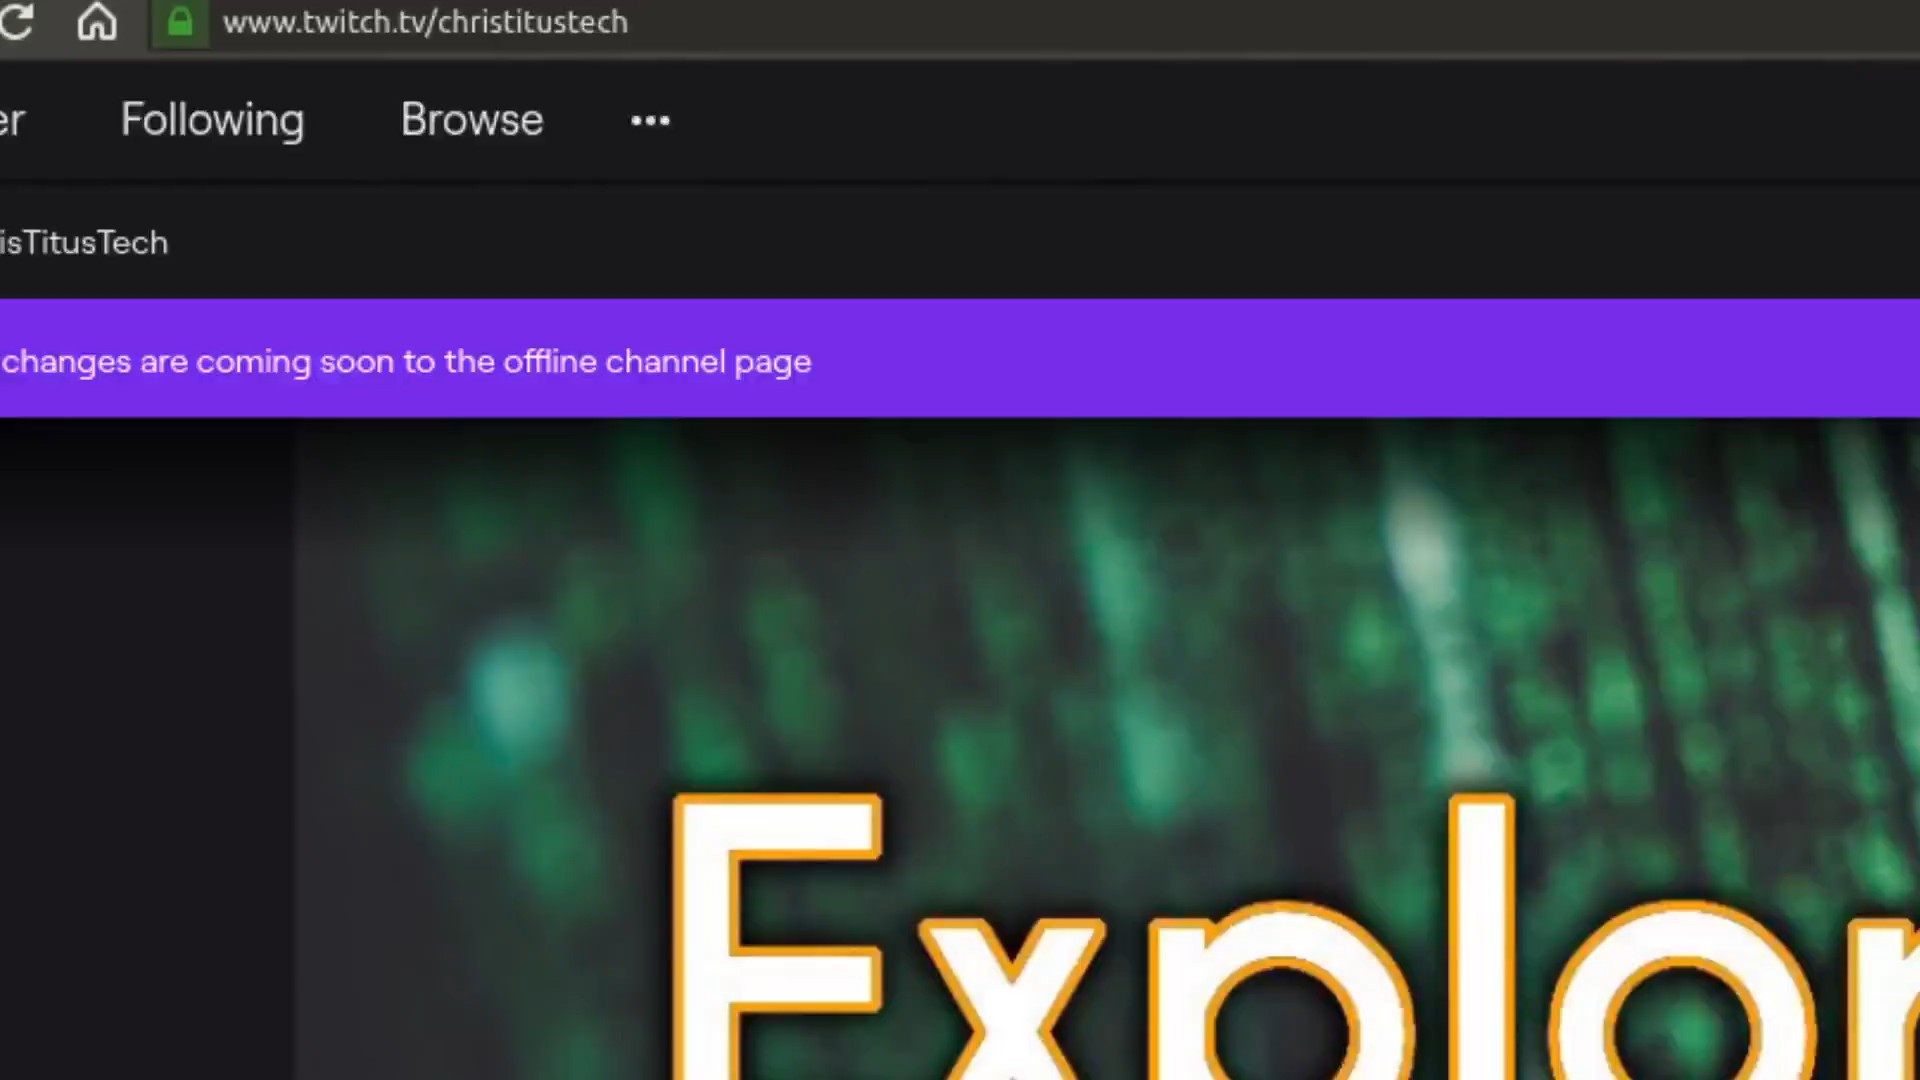 www.twitch.tv/christitustech
er Following Browse •••
isTitusTech
changes are coming soon to the offline channel page
Explor